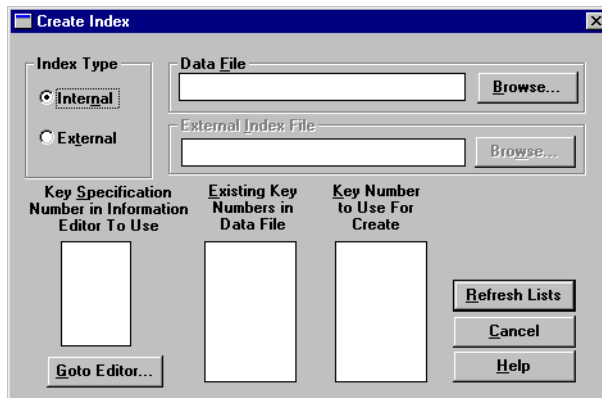 Create Index
Index Type
Internal
External
Data File
Browse...
External Index File
Browse...
Key Specification
Number in Information
Editor To Use
Existing Key
Numbers in
Data File
Key Number
to Use For
Create
Goto Editor...
Refresh Lists
Cancel
Help